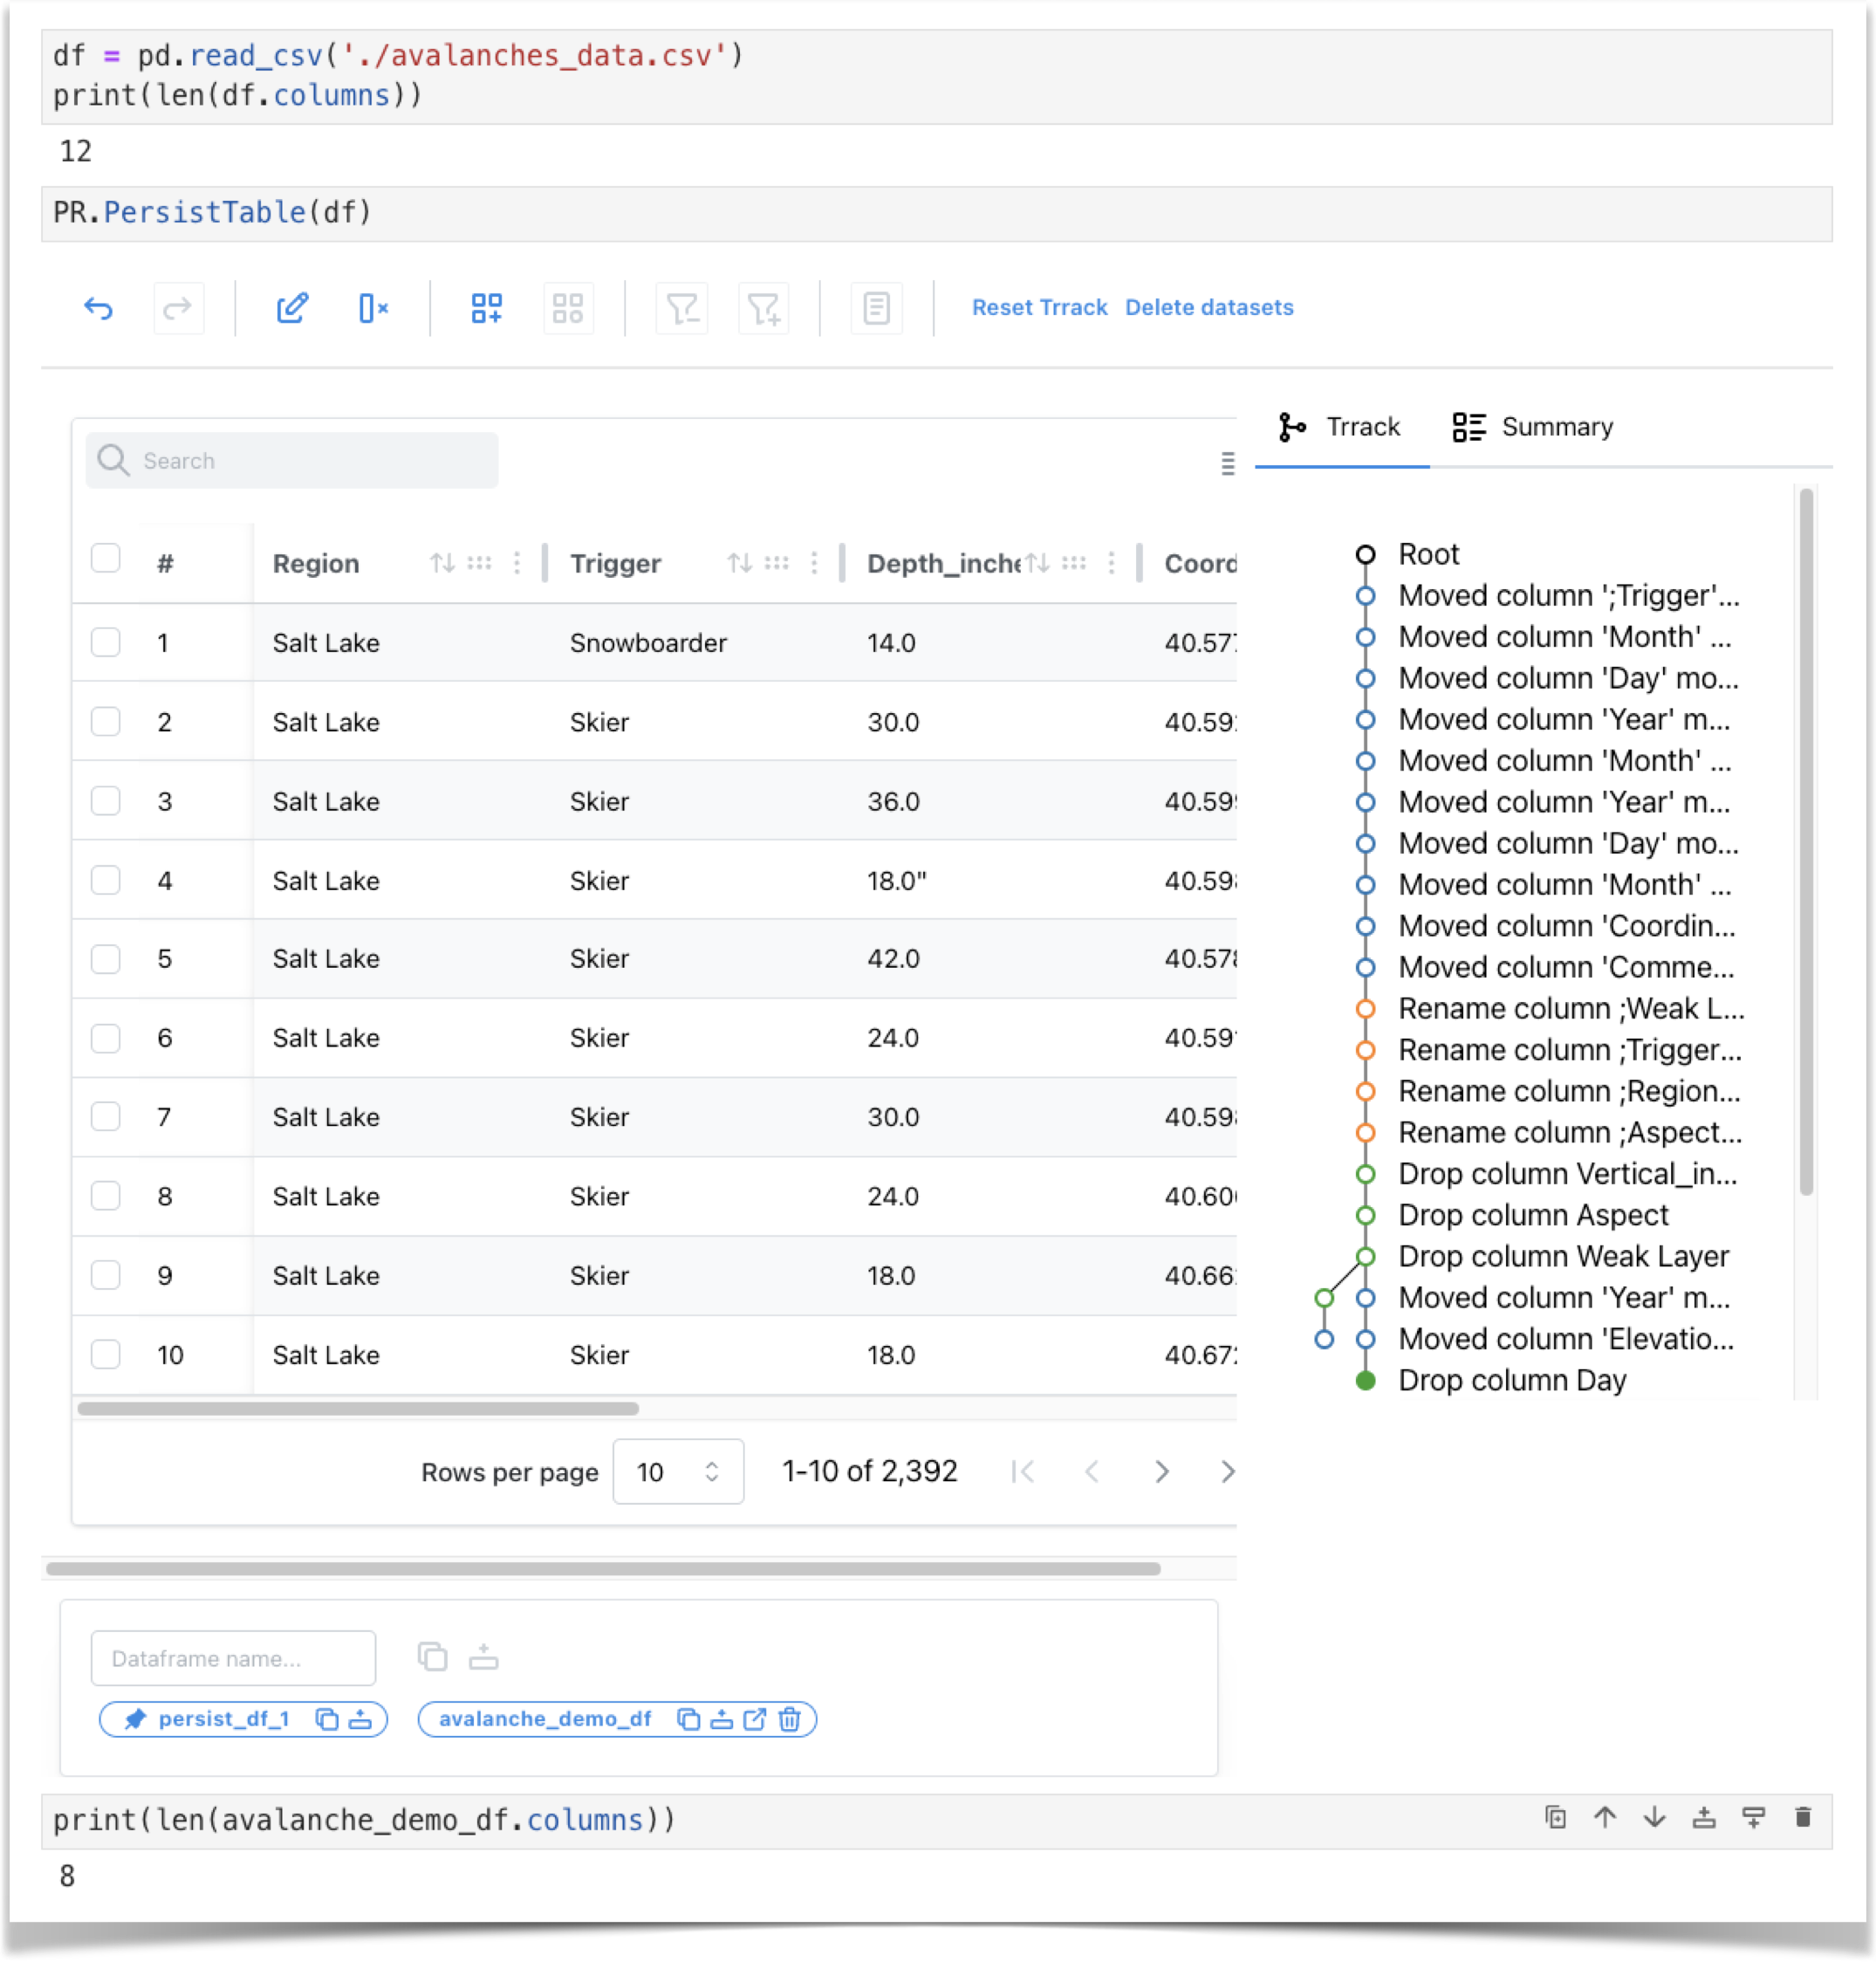 df = pd.read_csv('./avalanches_data.csv')
print(len(df.columns))
12
PR.PersistTable(df)
Reset Trrack Delete datasets
Search
Trrack Summary
# Region Trigger Depth_inche Coord
1 Salt Lake Snowboarder 14.0 40.577
2 Salt Lake Skier 30.0 40.59
3 Salt Lake Skier 36.0 40.59
4 Salt Lake Skier 18.0" 40.59
5 Salt Lake Skier 42.0 40.57
6 Salt Lake Skier 24.0 40.59
7 Salt Lake Skier 30.0 40.59
8 Salt Lake Skier 24.0 40.60
9 Salt Lake Skier 18.0 40.66
10 Salt Lake Skier 18.0 40.67
Rows per page 10 1-10 of 2,392
Root
Moved column ';Trigger'...
Moved column 'Month' ...
Moved column 'Day' mo...
Moved column 'Year' m...
Moved column 'Month' ...
Moved column 'Year' m...
Moved column 'Day' mo...
Moved column 'Month' ...
Moved column 'Coordin...
Moved column 'Comme...
Rename column ;Weak L...
Rename column ;Trigger...
Rename column ;Region...
Rename column ;Aspect...
Drop column Vertical_in...
Drop column Aspect
Drop column Weak Layer
Moved column 'Year' m...
Moved column 'Elevatio...
Drop column Day
Dataframe name...
persist_df_1 avalanche_demo_df
print(len(avalanche_demo_df.columns))
8